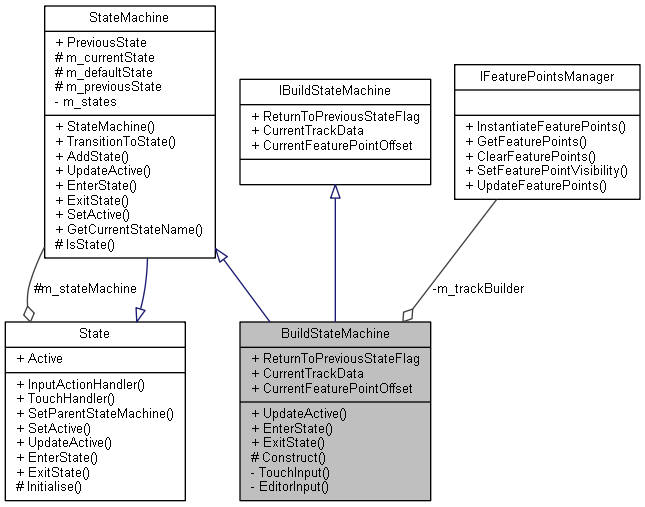 StateMachine
+ PreviousState
# m_currentState
# m_defaultState
# m_previousState
- m_states
+ StateMachine()
+ TransitionToState()
+ AddState()
+ UpdateActive()
+ EnterState()
+ ExitState()
+ SetActive()
+ GetCurrentStateName()
# IsState()
IBuildStateMachine
+ ReturnToPreviousStateFlag
+ CurrentTrackData
+ CurrentFeaturePointOffset
IFeaturePointsManager
+ InstantiateFeaturePoints()
+ GetFeaturePoints()
+ ClearFeaturePoints()
+ SetFeaturePointVisibility()
+ UpdateFeaturePoints()
#m_stateMachine
-m_trackBuilder
State
+ Active
+ InputActionHandler()
+ TouchHandler()
+ SetParentStateMachine()
+ SetActive()
+ UpdateActive()
+ EnterState()
+ ExitState()
# Initialise()
BuildStateMachine
+ ReturnToPreviousStateFlag
+ CurrentTrackData
+ CurrentFeaturePointOffset
+ UpdateActive()
+ EnterState()
+ ExitState()
# Construct()
- TouchInput()
- EditorInput()